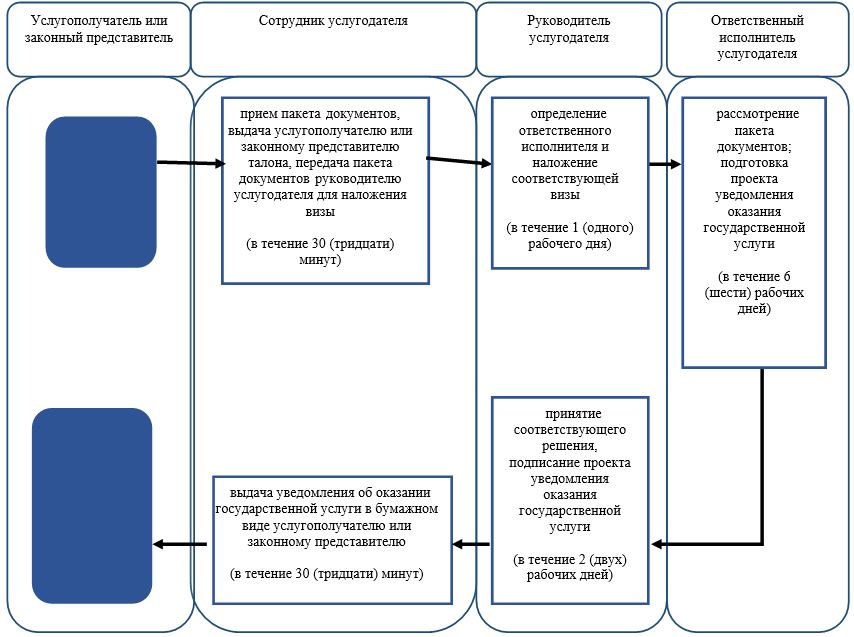 Услугополучатель или
законный представитель
Сотрудник услугодателя
Руководитель
услугодателя
Ответственный
исполнитель
услугодателя
прием пакета документов,
выдача услугополучателю или
законному представителю
талона, передача пакета
документов руководителю
услугодателя для наложения
визы
(в течение 30 (тридцати)
минут)
определение
ответственного
исполнителя и
наложение
соответствующей
визы
(в течение 1 (одного)
рабочего дня)
рассмотрение
пакета
документов;
подготовка
проекта
уведомления
оказания
государственной
услуги
(в течение 6
(шести) рабочих
дней)
принятие
соответствующего
решения,
подписание проекта
уведомления
оказания
государственной
услуги
(в течение 2 (двух)
рабочих дней)
выдача уведомления об оказании
государственной услуги в бумажном
виде услугополучателю или
законному представителю
(в течение 30 (тридцати) минут)